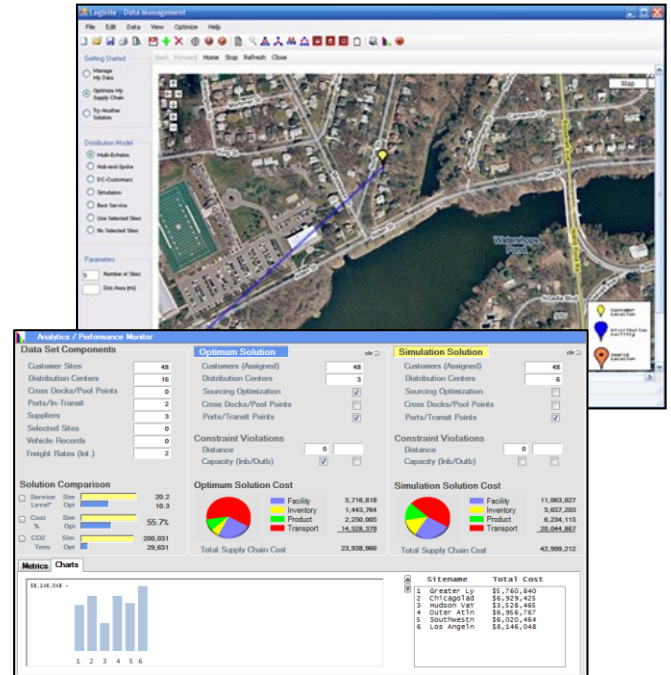 Logisite - Data Management
File Edit Data View Optimize Help
Getting Started
Back Forward Home Stop Refresh Close
Manage
My Data
Optimize My
Supply Chain
Try Another
Solution
Map
Distribution Model
Multi-Echelon
Hub-and-Spoke
DC-Customers
Simulation
Best Service
Use Selected Sites
No Selected Sites
Parameters
5 Number of Sites
Dist Area (mi)
Watershops
Pond
Customer
Location
Distribution
Facility
Source
Location
Analytics / Performance Monitor
Data Set Components
Customer Sites 48
Distribution Centers 16
Cross Docks/Pool Points 0
Ports/In-Transit 2
Suppliers 3
Selected Sites 0
Vehicle Records 0
Freight Rates (Int.) 2
Solution Comparison
Service Sim 20.2
Level* Opt 10.3
Cost Sim
% Opt 55.7%
CO2 Sim 200,031
Tons Opt 29,651
Optimum Solution clr
Customers (Assigned) 48
Distribution Centers 3
Sourcing Optimization
Cross Docks/Pool Points
Ports/Transit Points
Constraint Violations
Distance 0
Capacity (Inb/Outb)
Optimum Solution Cost
Facility 5,716,818
Inventory 1,443,764
Product 2,250,005
Transport 14,528,379
Total Supply Chain Cost 23,938,966
Simulation Solution clr
Customers (Assigned) 48
Distribution Centers 6
Sourcing Optimization
Cross Docks/Pool Points
Ports/Transit Points
Constraint Violations
Distance 0
Capacity (Inb/Outb)
Simulation Solution Cost
Facility 11,063,027
Inventory 5,657,203
Product 6,234,115
Transport 20,044,867
Total Supply Chain Cost 42,999,212
Metrics Charts
$8,146,048 -
1 2 3 4 5 6
Sitename Total Cost
1 Greater Ly $5,760,840
2 Chicagolad $6,929,425
3 Hudson VaY $3,528,465
4 Outer Atln $6,956,767
5 Southwestn $6,020,464
6 Los Angeln $8,146,048